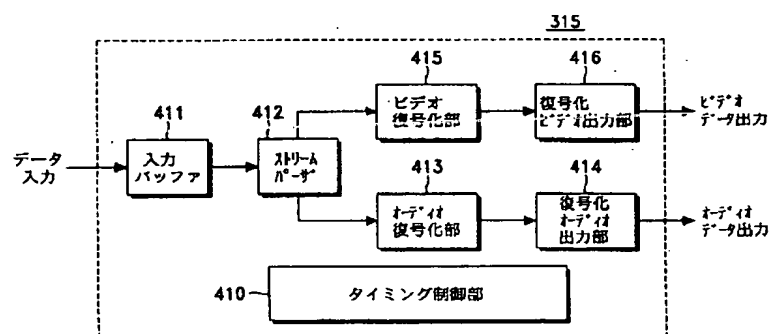 315
415
416
ビデオ
復号化部
復号化
ビデオ出力部
ビデオ
データ出力
411
412
データ
入力
入力
バッファ
ストリーム
パーザ
413
414
オーディオ
復号化部
復号化
オーディオ
出力部
オーディオ
データ出力
410
タイミング制御部